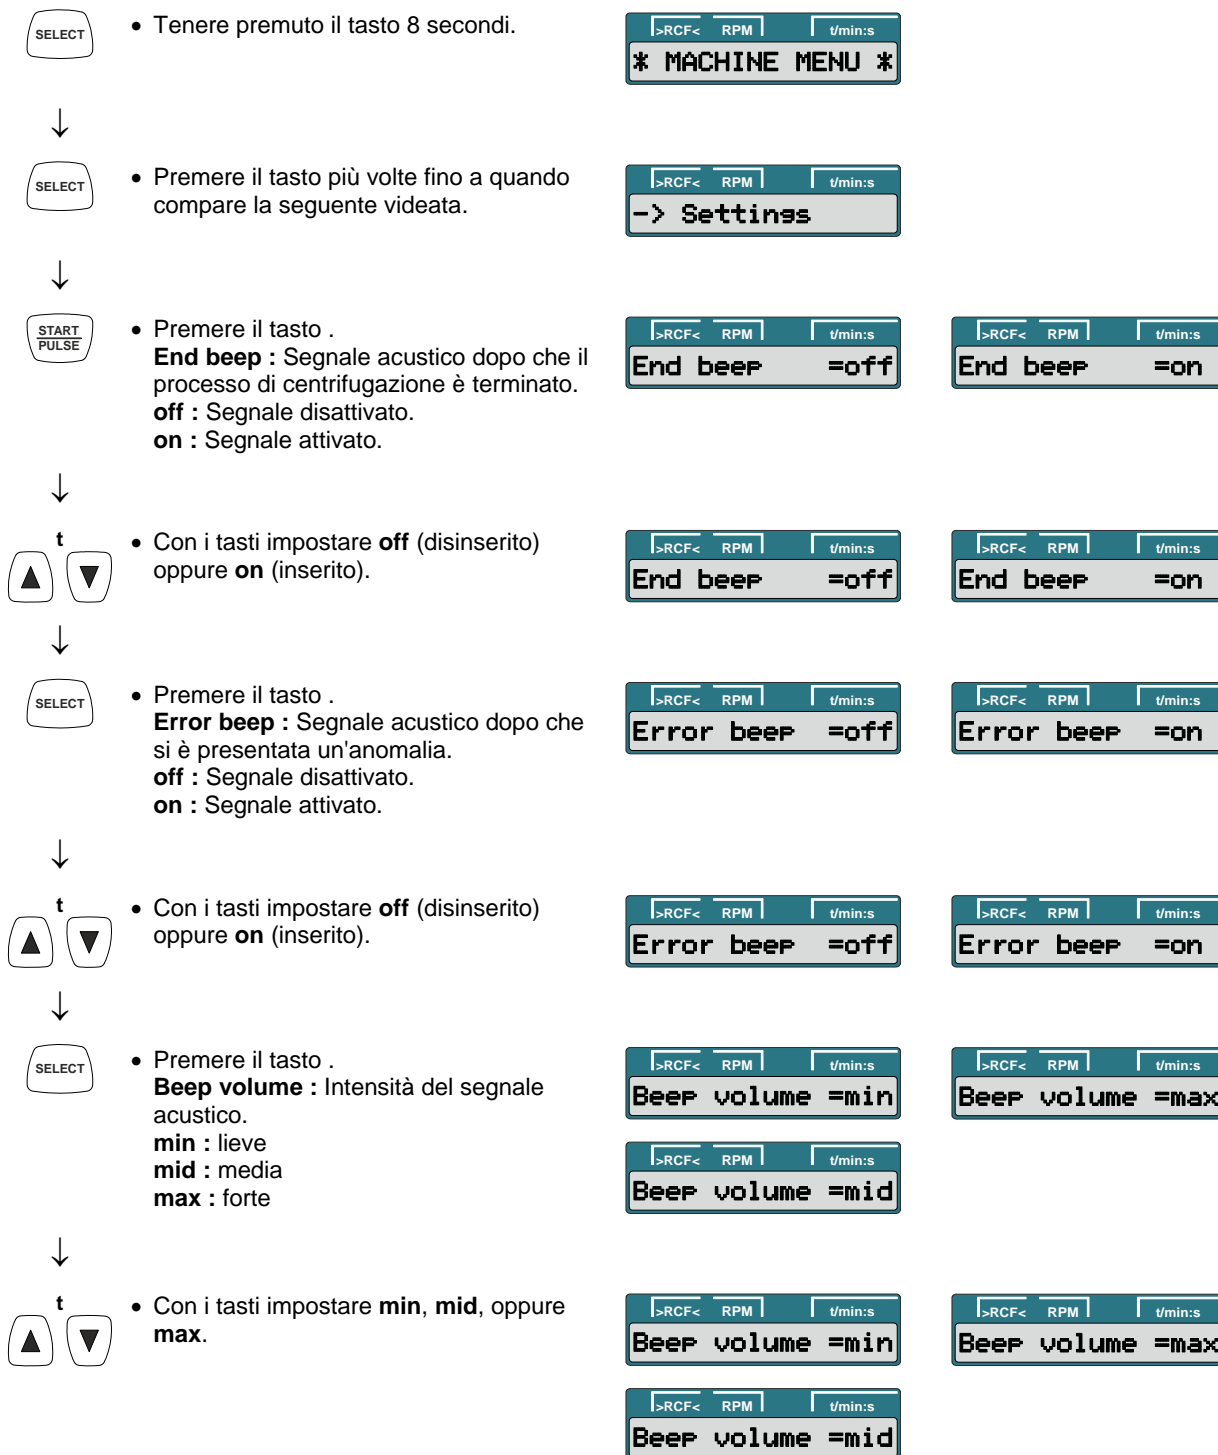 SELECT
• Tenere premuto il tasto 8 secondi.
>RCF< RPM t/min:s
* MACHINE MENU *
↓
SELECT
• Premere il tasto più volte fino a quando
compare la seguente videata.
>RCF< RPM t/min:s
-> Settings
↓
START
PULSE
• Premere il tasto .
End beep : Segnale acustico dopo che il
processo di centrifugazione è terminato.
off : Segnale disattivato.
on : Segnale attivato.
>RCF< RPM t/min:s
End beep =off
>RCF< RPM t/min:s
End beep =on
↓
t
▲ ▼
• Con i tasti impostare off (disinserito)
oppure on (inserito).
>RCF< RPM t/min:s
End beep =off
>RCF< RPM t/min:s
End beep =on
↓
SELECT
• Premere il tasto .
Error beep : Segnale acustico dopo che
si è presentata un'anomalia.
off : Segnale disattivato.
on : Segnale attivato.
>RCF< RPM t/min:s
Error beep =off
>RCF< RPM t/min:s
Error beep =on
↓
t
▲ ▼
• Con i tasti impostare off (disinserito)
oppure on (inserito).
>RCF< RPM t/min:s
Error beep =off
>RCF< RPM t/min:s
Error beep =on
↓
SELECT
• Premere il tasto .
Beep volume : Intensità del segnale
acustico.
min : lieve
mid : media
max : forte
>RCF< RPM t/min:s
Beep volume =min
>RCF< RPM t/min:s
Beep volume =max
>RCF< RPM t/min:s
Beep volume =mid
↓
t
▲ ▼
• Con i tasti impostare min, mid, oppure
max.
>RCF< RPM t/min:s
Beep volume =min
>RCF< RPM t/min:s
Beep volume =max
>RCF< RPM t/min:s
Beep volume =mid